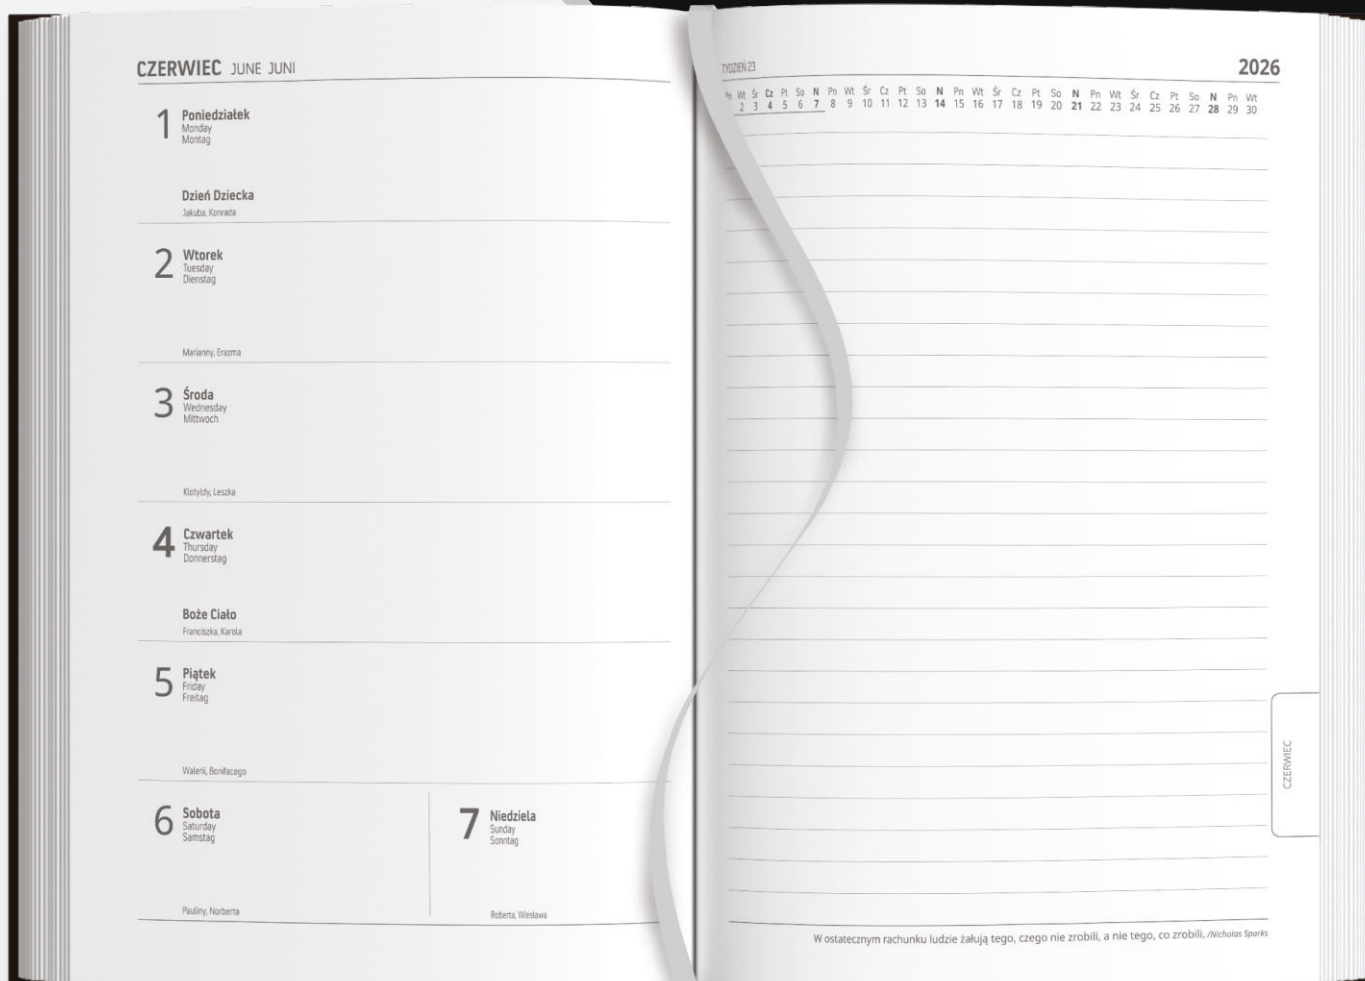 CZERWIEC JUNE JUNI
1 Poniedziałek
Monday
Montag
Dzień Dziecka
Jakuba, Konrada
2 Wtorek
Tuesday
Dienstag
Marianny, Erazma
3 Środa
Wednesday
Mittwoch
Klotyldy, Leszka
4 Czwartek
Thursday
Donnerstag
Boże Ciało
Franciszka, Karola
5 Piątek
Friday
Freitag
Walerii, Bonifacego
6 Sobota
Saturday
Samstag
Pauliny, Norberta
7 Niedziela
Sunday
Sonntag
Roberta, Wiesława
TYDZIEŃ 23
2026
Pn Wt Śr Cz Pt So N Pn Wt Śr Cz Pt So N Pn Wt Śr Cz Pt So N Pn Wt Śr Cz Pt So N Pn Wt
2 3 4 5 6 7 8 9 10 11 12 13 14 15 16 17 18 19 20 21 22 23 24 25 26 27 28 29 30
CZERWIEC
W ostatecznym rachunku ludzie żałują tego, czego nie zrobili, a nie tego, co zrobili. /Nicholas Sparks